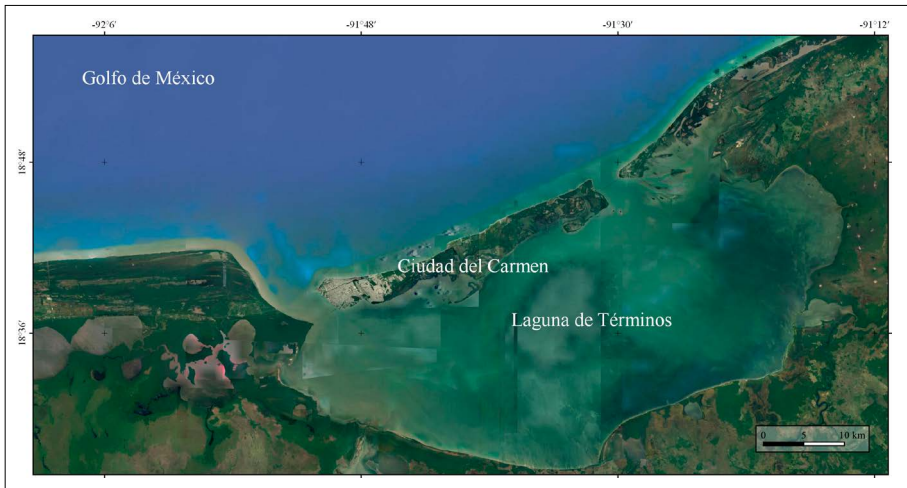 -92°6'
-91°48'
-91°30'
-91°12'
Golfo de México
18°48'
Ciudad del Carmen
Laguna de Términos
18°36'
0 5 10 km